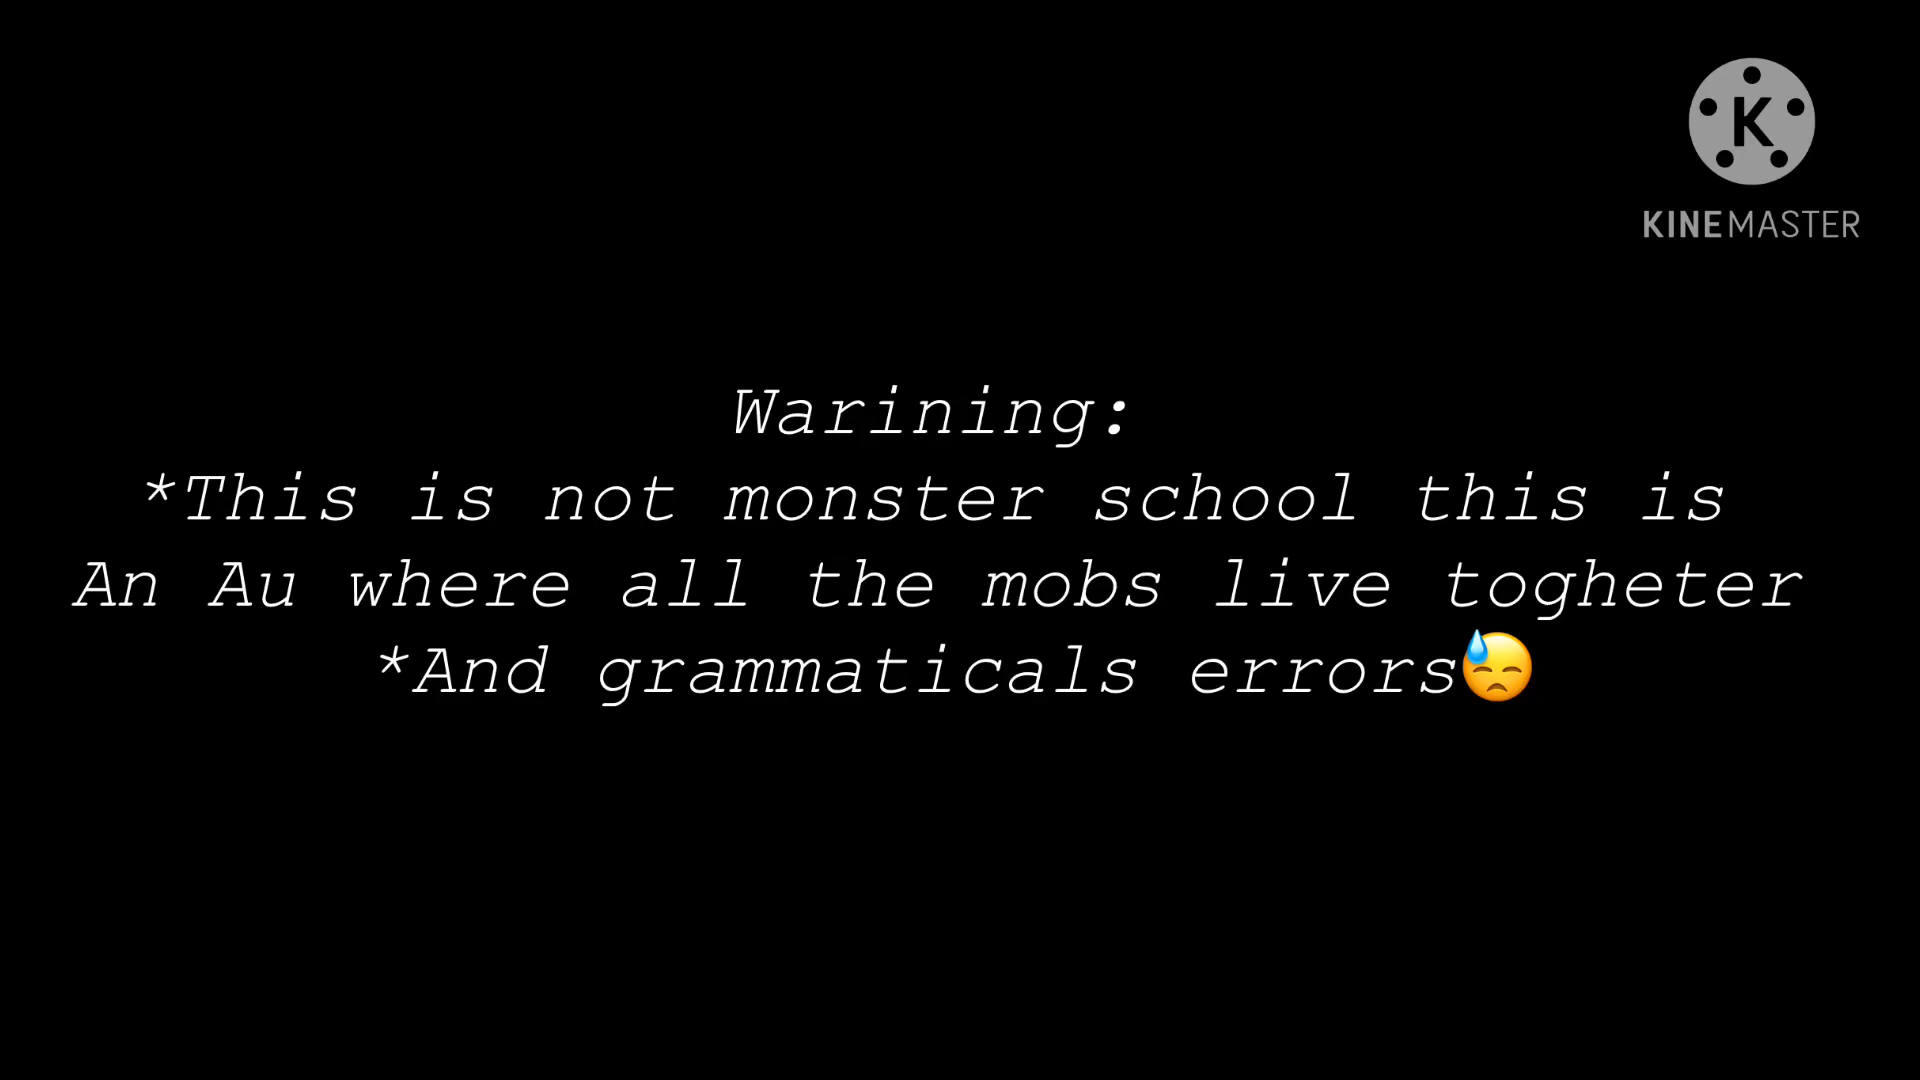 K
KINEMASTER
Warining:
*This is not monster school this is
An Au where all the mobs live togheter
*And grammaticals errors😓